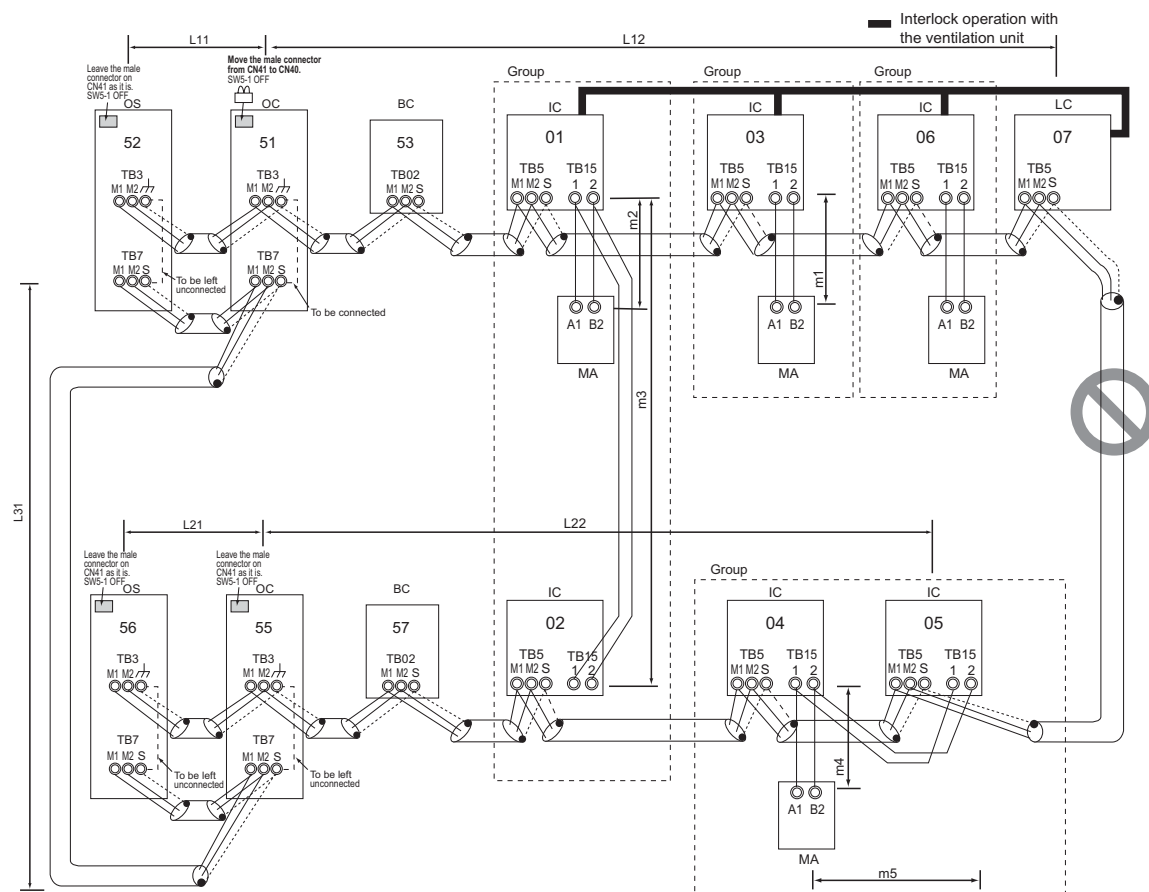 Interlock operation with
the ventilation unit
L11
L12
Leave the male
connector on
CN41 as it is.
SW5-1 OFF
Move the male connector
from CN41 to CN40.
SW5-1 OFF
Group
Group
Group
OS
OC
BC
IC
IC
IC
LC
52
51
53
01
03
06
07
TB3
TB3
TB02
TB5
TB15
TB5
TB15
TB5
TB15
TB5
M1 M2
M1 M2
M1 M2 S
M1 M2 S
1 2
M1 M2 S
1 2
M1 M2 S
1 2
M1 M2 S
m2
m1
TB7
TB7
M1 M2 S
M1 M2 S
To be left
unconnected
To be connected
A1 B2
A1 B2
A1 B2
MA
MA
MA
m3
L31
L21
L22
Leave the male
connector on
CN41 as it is.
SW5-1 OFF
Leave the male
connector on
CN41 as it is.
SW5-1 OFF
Group
OS
OC
BC
IC
IC
IC
56
55
57
02
04
05
TB3
TB3
TB02
TB5
TB15
TB5
TB15
TB5
TB15
M1 M2
M1 M2
M1 M2 S
M1 M2 S
1 2
M1 M2 S
1 2
M1 M2 S
1 2
TB7
TB7
M1 M2 S
M1 M2 S
To be left
unconnected
To be left
unconnected
m4
A1 B2
MA
m5